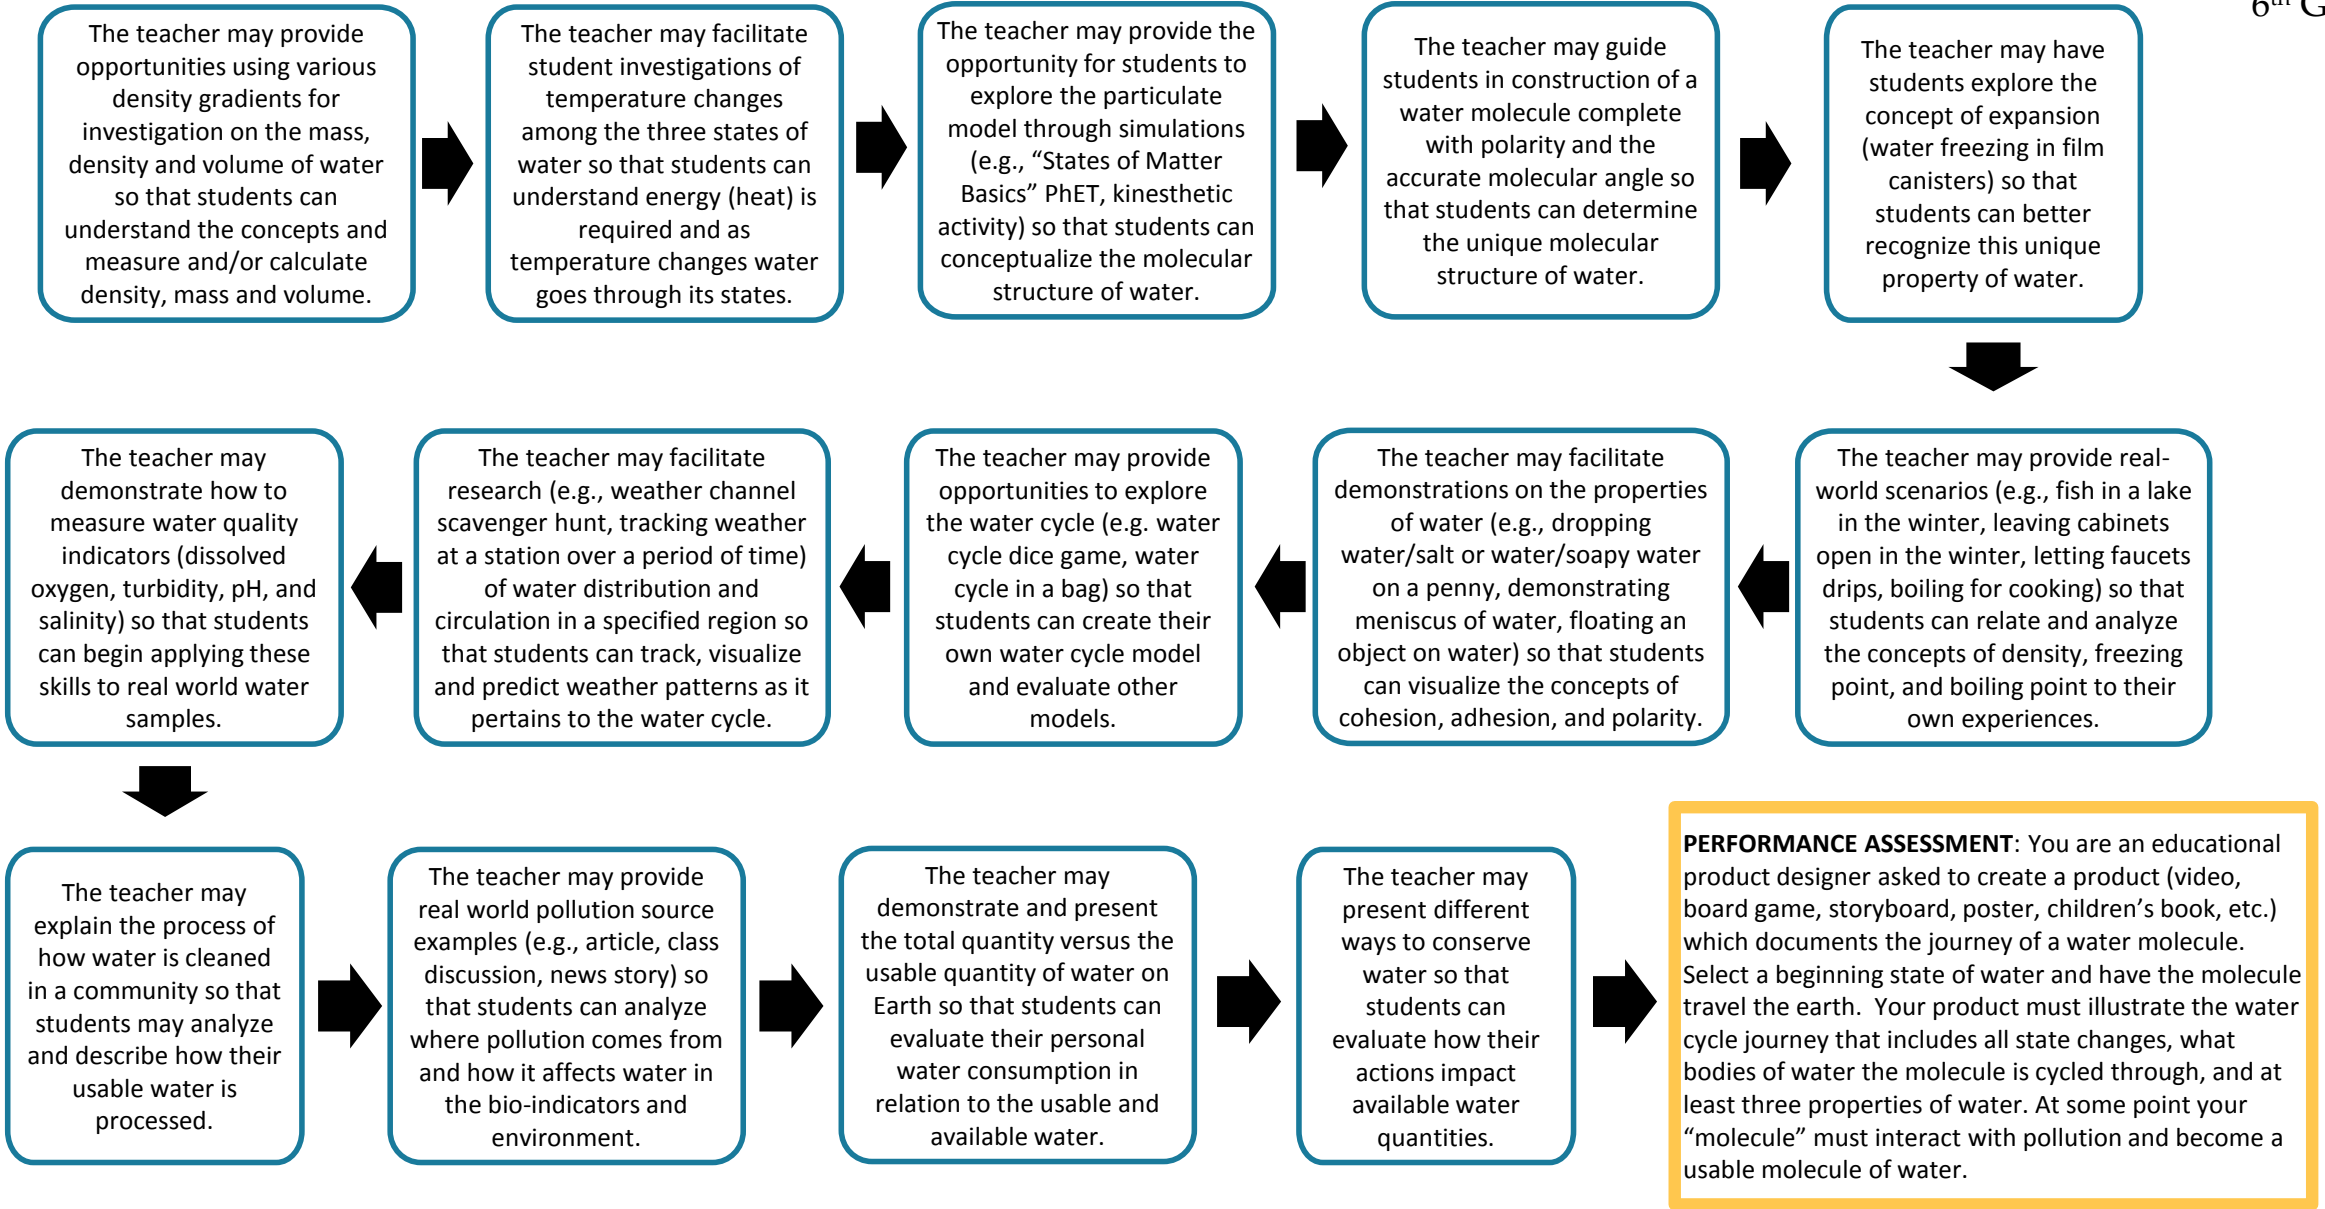 6th G
The teacher may provide
opportunities using various
density gradients for
investigation on the mass,
density and volume of water
so that students can
understand the concepts and
measure and/or calculate
density, mass and volume.
The teacher may facilitate
student investigations of
temperature changes
among the three states of
water so that students can
understand energy (heat) is
required and as
temperature changes water
goes through its states.
The teacher may provide the
opportunity for students to
explore the particulate
model through simulations
(e.g., “States of Matter
Basics” PhET, kinesthetic
activity) so that students can
conceptualize the molecular
structure of water.
The teacher may guide
students in construction of a
water molecule complete
with polarity and the
accurate molecular angle so
that students can determine
the unique molecular
structure of water.
The teacher may have
students explore the
concept of expansion
(water freezing in film
canisters) so that
students can better
recognize this unique
property of water.
The teacher may provide real-
world scenarios (e.g., fish in a lake
in the winter, leaving cabinets
open in the winter, letting faucets
drips, boiling for cooking) so that
students can relate and analyze
the concepts of density, freezing
point, and boiling point to their
own experiences.
The teacher may facilitate
demonstrations on the properties
of water (e.g., dropping
water/salt or water/soapy water
on a penny, demonstrating
meniscus of water, floating an
object on water) so that students
can visualize the concepts of
cohesion, adhesion, and polarity.
The teacher may provide
opportunities to explore
the water cycle (e.g. water
cycle dice game, water
cycle in a bag) so that
students can create their
own water cycle model
and evaluate other
models.
The teacher may facilitate
research (e.g., weather channel
scavenger hunt, tracking weather
at a station over a period of time)
of water distribution and
circulation in a specified region so
that students can track, visualize
and predict weather patterns as it
pertains to the water cycle.
The teacher may
demonstrate how to
measure water quality
indicators (dissolved
oxygen, turbidity, pH, and
salinity) so that students
can begin applying these
skills to real world water
samples.
The teacher may
explain the process of
how water is cleaned
in a community so that
students may analyze
and describe how their
usable water is
processed.
The teacher may provide
real world pollution source
examples (e.g., article, class
discussion, news story) so
that students can analyze
where pollution comes from
and how it affects water in
the bio-indicators and
environment.
The teacher may
demonstrate and present
the total quantity versus the
usable quantity of water on
Earth so that students can
evaluate their personal
water consumption in
relation to the usable and
available water.
The teacher may
present different
ways to conserve
water so that
students can
evaluate how their
actions impact
available water
quantities.
PERFORMANCE ASSESSMENT: You are an educational
product designer asked to create a product (video,
board game, storyboard, poster, children’s book, etc.)
which documents the journey of a water molecule.
Select a beginning state of water and have the molecule
travel the earth.  Your product must illustrate the water
cycle journey that includes all state changes, what
bodies of water the molecule is cycled through, and at
least three properties of water. At some point your
“molecule” must interact with pollution and become a
usable molecule of water.